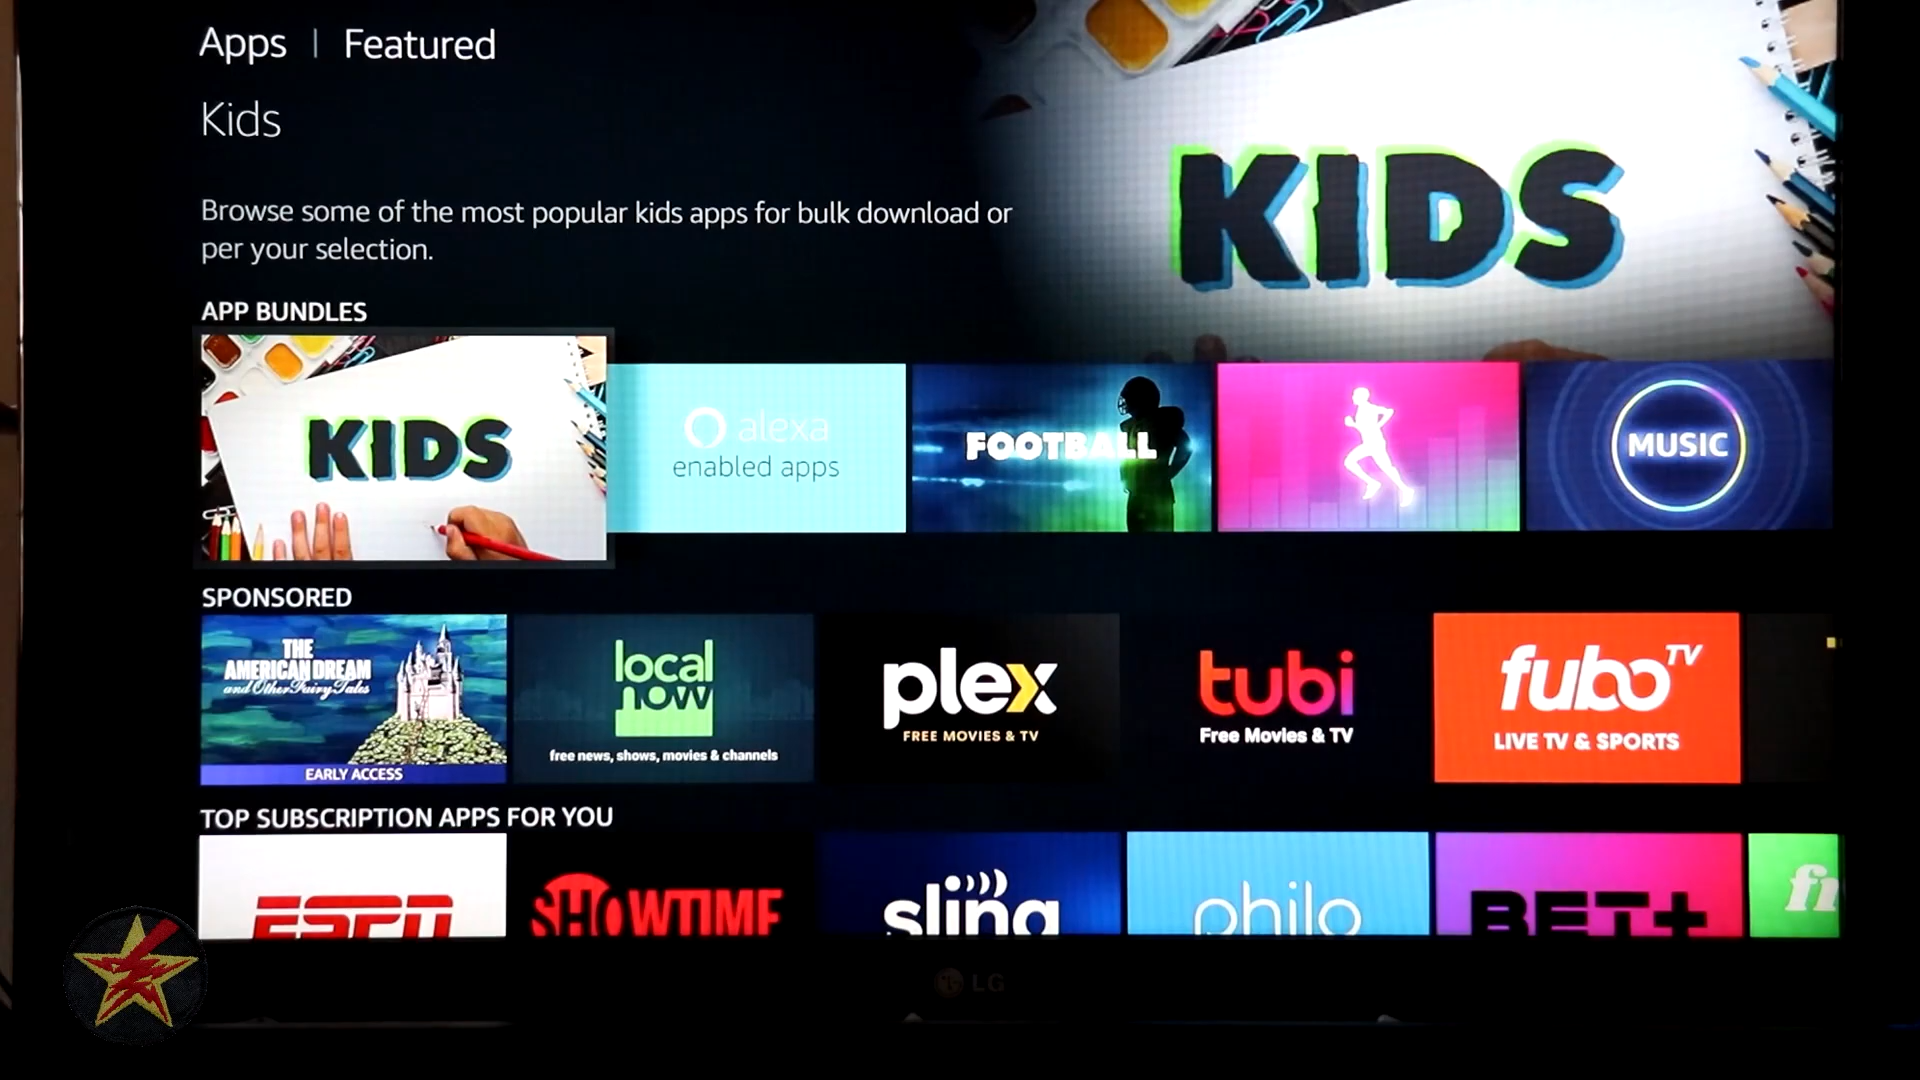 Apps | Featured
Kids
Browse some of the most popular kids apps for bulk download or
per your selection.
KIDS
APP BUNDLES
KIDS
alexa
enabled apps
FOOTBALL
MUSIC
SPONSORED
THE
AMERICAN DREAM
and Other Fairy Tales
EARLY ACCESS
local
now
free news, shows, movies & channels
plex
FREE MOVIES & TV
tubi
Free Movies & TV
fubo TV
LIVE TV & SPORTS
TOP SUBSCRIPTION APPS FOR YOU
ESPN
SHOWTIME
sling
philo
BET+
LG